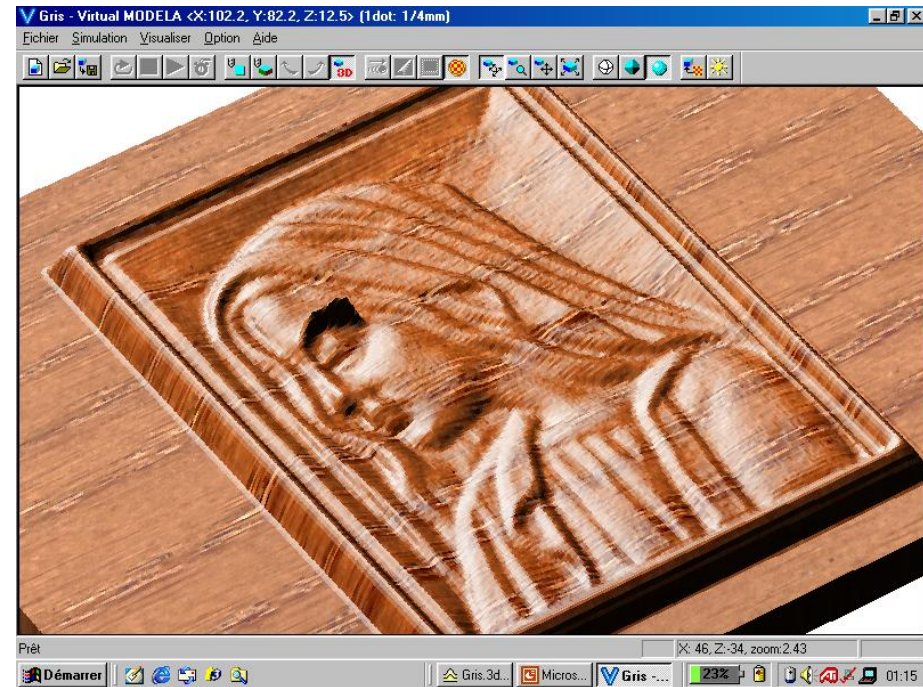 Gris - Virtual MODELA <X:102.2, Y:82.2, Z:12.5> (1dot: 1/4mm)
Fichier Simulation Visualiser Option Aide
3D
Prêt X: 46, Z:-34, zoom:2.43
Démarrer Gris.3d... Micros... Gris -... 23% 01:15